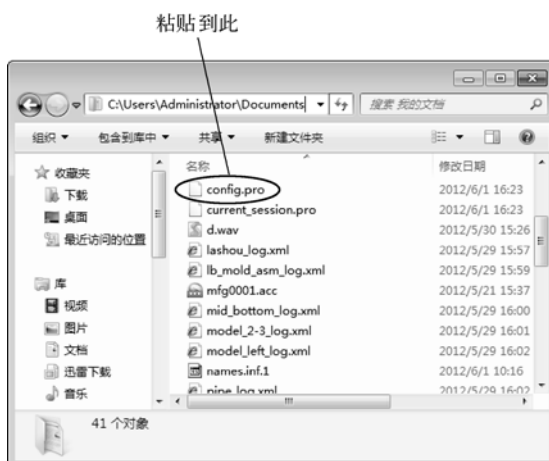 粘贴到此
C:\Users\Administrator\Documents
搜索 我的文档
组织 包含到库中 共享 新建文件夹
收藏夹
下载
桌面
最近访问的位置
库
视频
图片
文档
迅雷下载
音乐
名称 修改日期
config.pro 2012/6/1 16:23
current_session.pro 2012/6/1 16:23
d.wav 2012/5/30 15:26
lashou_log.xml 2012/5/29 15:57
lb_mold_asm_log.xml 2012/5/29 15:59
mfg0001.acc 2012/5/21 15:37
mid_bottom_log.xml 2012/5/29 16:00
model_2-3_log.xml 2012/5/29 16:01
model_left_log.xml 2012/5/29 16:02
names.inf.1 2012/6/1 10:16
pipe_log.xml 2012/5/29 16:02
41 个对象